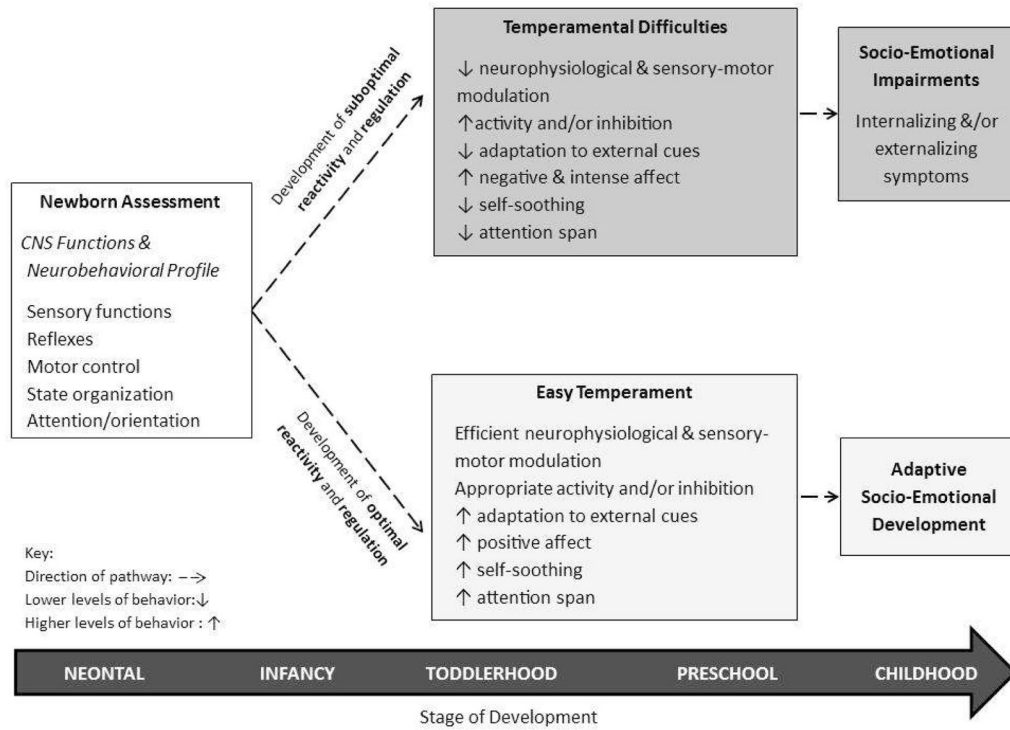 Newborn Assessment
CNS Functions &
Neurobehavioral Profile
Sensory functions
Reflexes
Motor control
State organization
Attention/orientation
Development of suboptimal
reactivity and regulation
Temperamental Difficulties
↓ neurophysiological & sensory-motor
modulation
↑activity and/or inhibition
↓ adaptation to external cues
↑ negative & intense affect
↓ self-soothing
↓ attention span
Socio-Emotional
Impairments
Internalizing &/or
externalizing
symptoms
Development of optimal
reactivity and regulation
Easy Temperament
Efficient neurophysiological & sensory-
motor modulation
Appropriate activity and/or inhibition
↑ adaptation to external cues
↑ positive affect
↑ self-soothing
↑ attention span
Adaptive
Socio-Emotional
Development
Key:
Direction of pathway: -->
Lower levels of behavior:↓
Higher levels of behavior : ↑
NEONTAL INFANCY TODDLERHOOD PRESCHOOL CHILDHOOD
Stage of Development